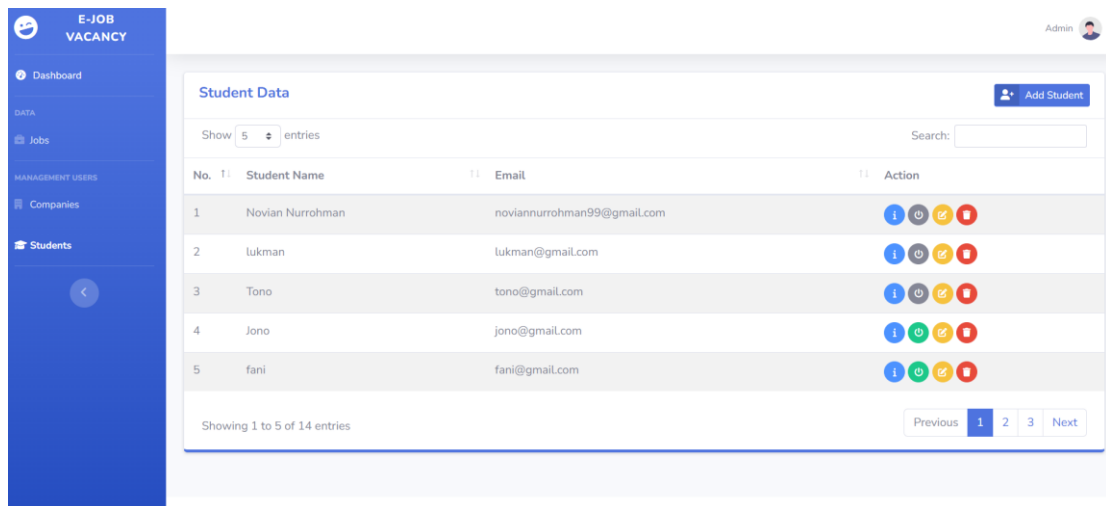 E-JOB
VACANCY
Admin
Dashboard
DATA
Jobs
MANAGEMENT USERS
Companies
Students
Student Data
Add Student
Show 5 entries
Search:
No. Student Name Email Action
1 Novian Nurrohman noviannurrohman99@gmail.com
2 lukman lukman@gmail.com
3 Tono tono@gmail.com
4 Jono jono@gmail.com
5 fani fani@gmail.com
Showing 1 to 5 of 14 entries
Previous 1 2 3 Next